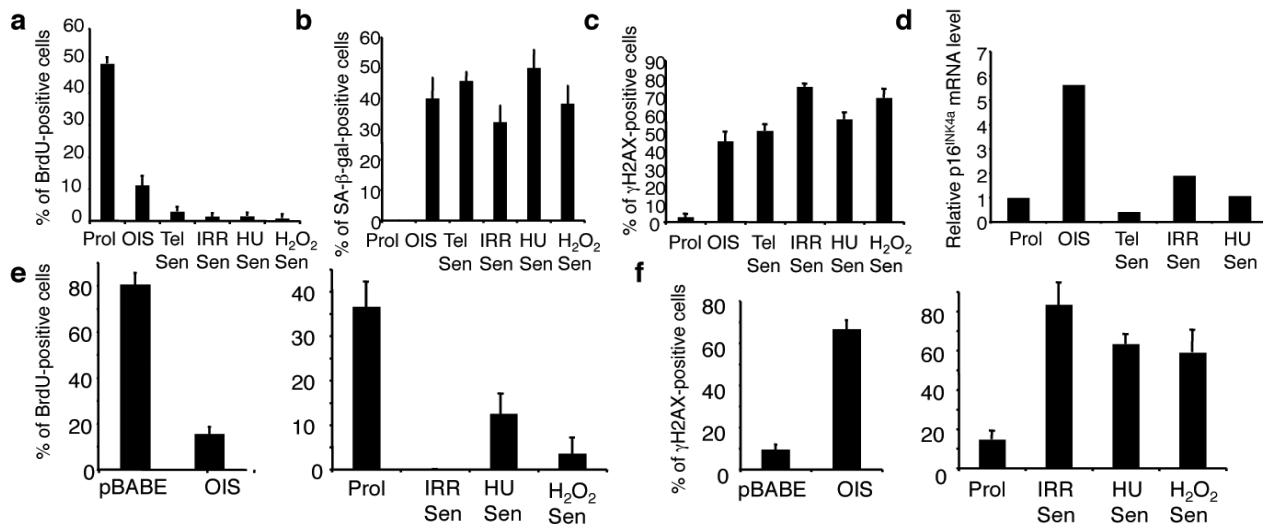 a
% of BrdU-positive cells
60
50
40
30
20
10
0
Prol OIS Tel Sen IRR Sen HU Sen H₂O₂ Sen
b
% of SA-β-gal-positive cells
60
50
40
30
20
10
0
Prol OIS Tel Sen IRR Sen HU Sen H₂O₂ Sen
c
% of γH2AX-positive cells
90
80
70
60
50
40
30
20
10
0
Prol OIS Tel Sen IRR Sen HU Sen H₂O₂ Sen
d
Relative p16^INK4a mRNA level
7
6
5
4
3
2
1
0
Prol OIS Tel Sen IRR Sen HU Sen
e
% of BrdU-positive cells
80
60
40
20
0
pBABE OIS
40
30
20
10
0
Prol IRR Sen HU Sen H₂O₂ Sen
f
% of γH2AX-positive cells
80
60
40
20
0
pBABE OIS
80
60
40
20
0
Prol IRR Sen HU Sen H₂O₂ Sen